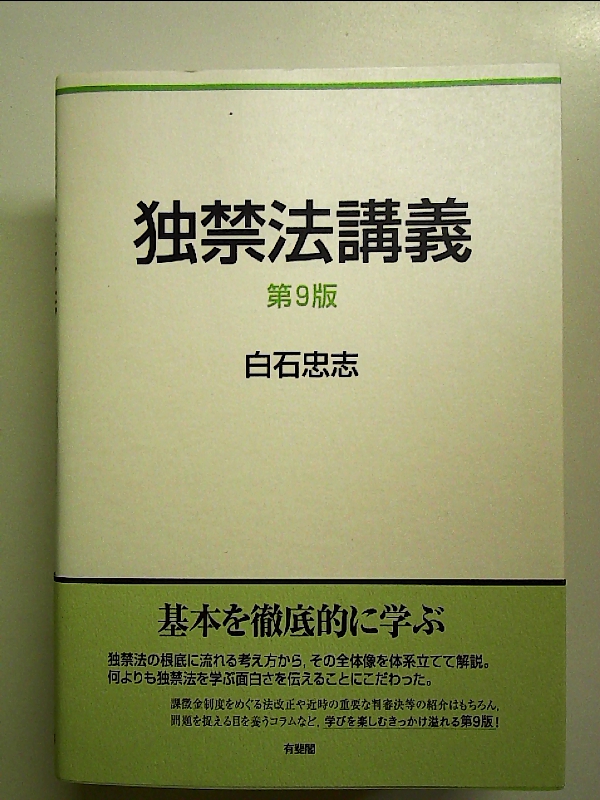 独禁法講義
第9版
白石忠志
基本を徹底的に学ぶ
独禁法の根底に流れる考え方から，その全体像を体系立てて解説。
何よりも独禁法を学ぶ面白さを伝えることにこだわった。
課徴金制度をめぐる法改正や近時の重要な判審決等の紹介はもちろん，
問題を捉える目を養うコラムなど，学びを楽しむきっかけ溢れる第9版！
有斐閣